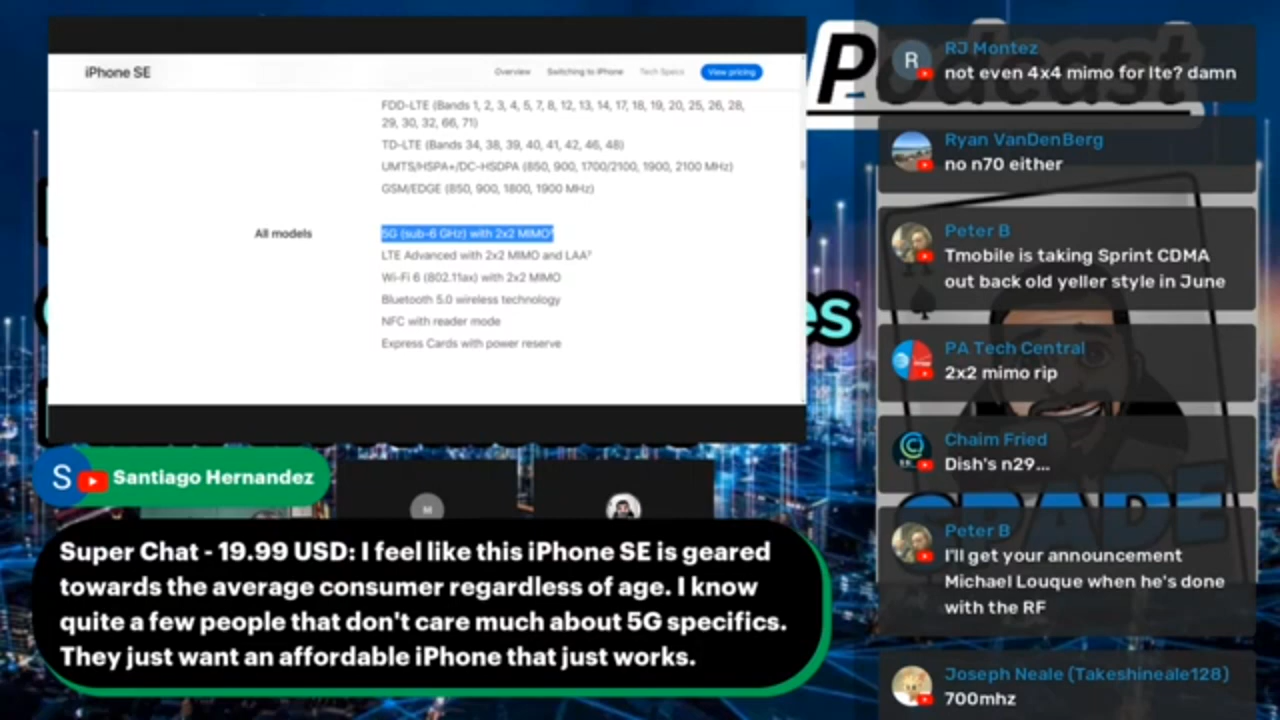 iPhone SE
Overview
Switching to iPhone
Tech Specs
View pricing
FDD-LTE (Bands 1, 2, 3, 4, 5, 7, 8, 12, 13, 14, 17, 18, 19, 20, 25, 26, 28,
29, 30, 32, 66, 71)
TD-LTE (Bands 34, 38, 39, 40, 41, 42, 46, 48)
UMTS/HSPA+/DC-HSDPA (850, 900, 1700/2100, 1900, 2100 MHz)
GSM/EDGE (850, 900, 1800, 1900 MHz)
All models
5G (sub-6 GHz) with 2x2 MIMO⁷
LTE Advanced with 2x2 MIMO and LAA⁷
Wi-Fi 6 (802.11ax) with 2x2 MIMO
Bluetooth 5.0 wireless technology
NFC with reader mode
Express Cards with power reserve
Podcast
es
S
Santiago Hernandez
M
Super Chat - 19.99 USD: I feel like this iPhone SE is geared
towards the average consumer regardless of age. I know
quite a few people that don't care much about 5G specifics.
They just want an affordable iPhone that just works.
R
RJ Montez
not even 4x4 mimo for lte? damn
Ryan VanDenBerg
no n70 either
Peter B
Tmobile is taking Sprint CDMA
out back old yeller style in June
PA Tech Central
2x2 mimo rip
Chaim Fried
Dish's n29...
Peter B
I'll get your announcement
Michael Louque when he's done
with the RF
Joseph Neale (Takeshineale128)
700mhz